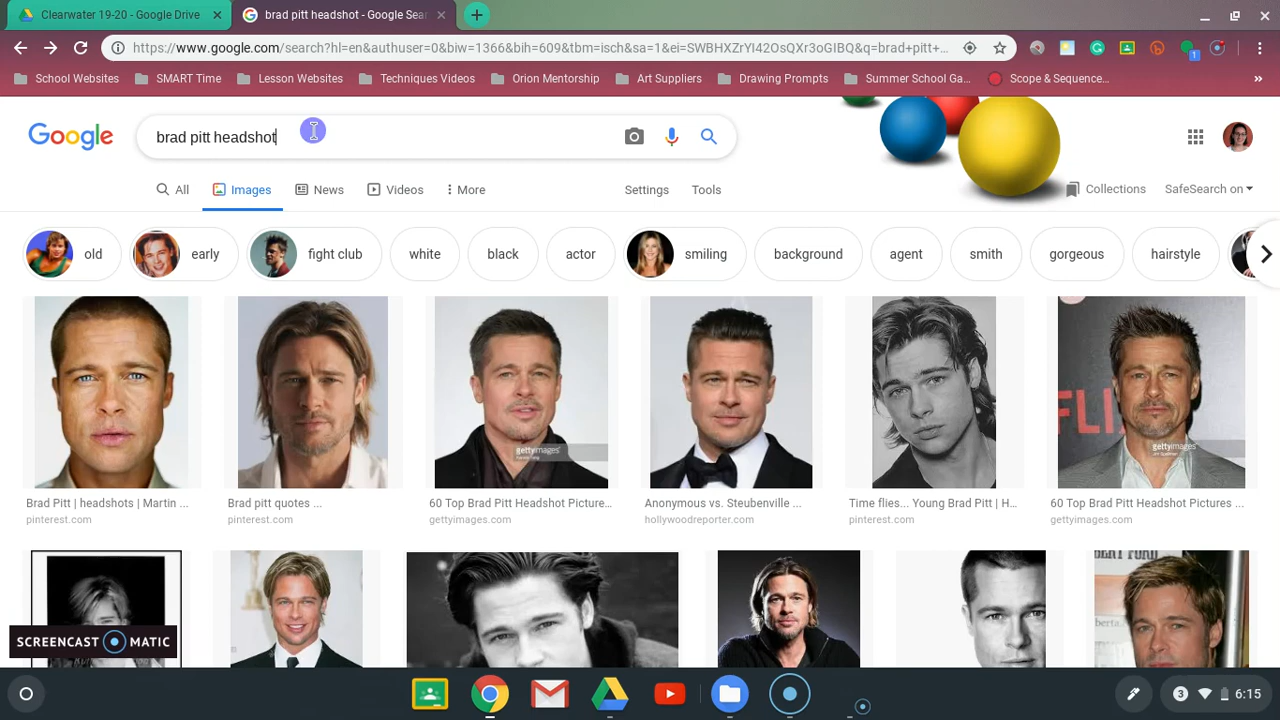 Clearwater 19-20 - Google Drive
brad pitt headshot - Google Sear
https://www.google.com/search?hl=en&authuser=0&biw=1366&bih=609&tbm=isch&sa=1&ei=SWBHXZrYI42OsQXr3oGIBQ&q=brad+pitt+...
School Websites SMART Time Lesson Websites Techniques Videos Orion Mentorship Art Suppliers Drawing Prompts Summer School Ga... Scope & Sequence... »
Google
brad pitt headshot
All Images News Videos More Settings Tools Collections SafeSearch on
old early fight club white black actor smiling background agent smith gorgeous hairstyle
gettyimages
FLI
gettyimages
Brad Pitt | headshots | Martin ... Brad pitt quotes ... 60 Top Brad Pitt Headshot Picture... Anonymous vs. Steubenville ... Time flies... Young Brad Pitt | H... 60 Top Brad Pitt Headshot Pictures ...
pinterest.com pinterest.com gettyimages.com hollywoodreporter.com pinterest.com gettyimages.com
SCREENCAST MATIC
1
3 6:15